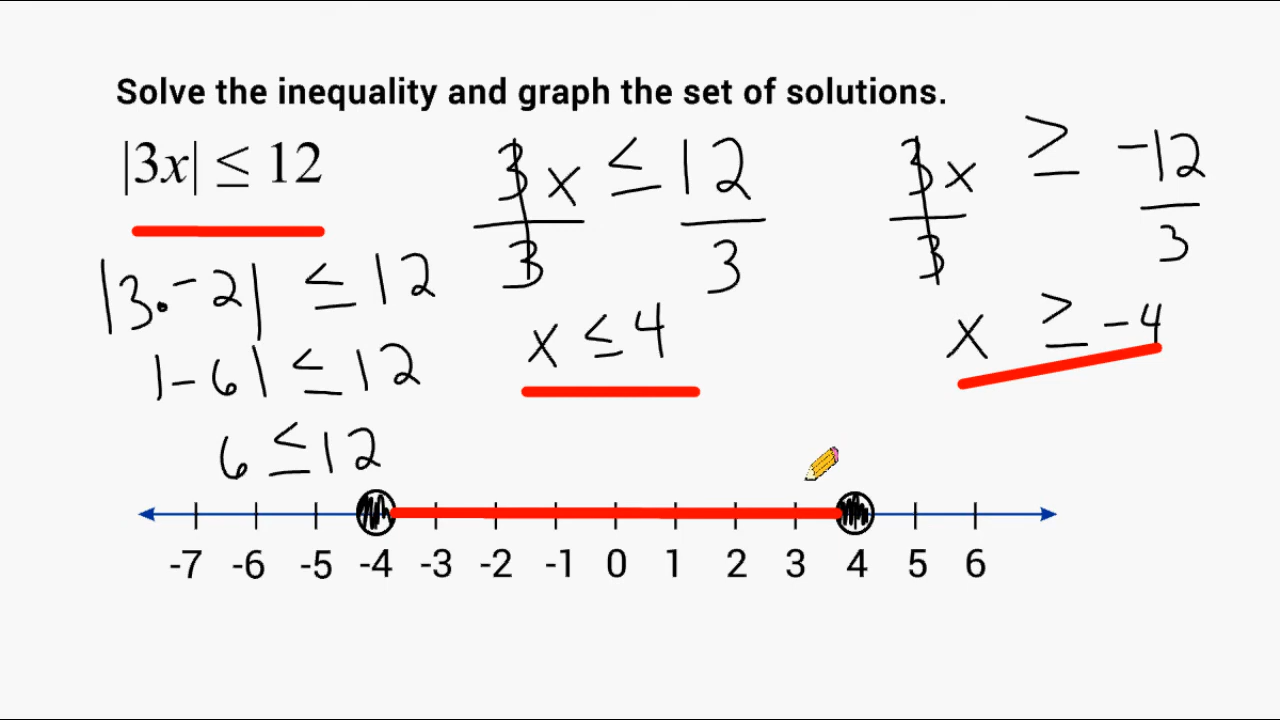 Solve the inequality and graph the set of solutions.
|3x| ≤ 12
|3·-2| ≤ 12
|-6| ≤ 12
6 ≤ 12
3x ≤ 12
3 3
x ≤ 4
3x ≥ -12
3 3
x ≥ -4
-7 -6 -5 -4 -3 -2 -1 0 1 2 3 4 5 6